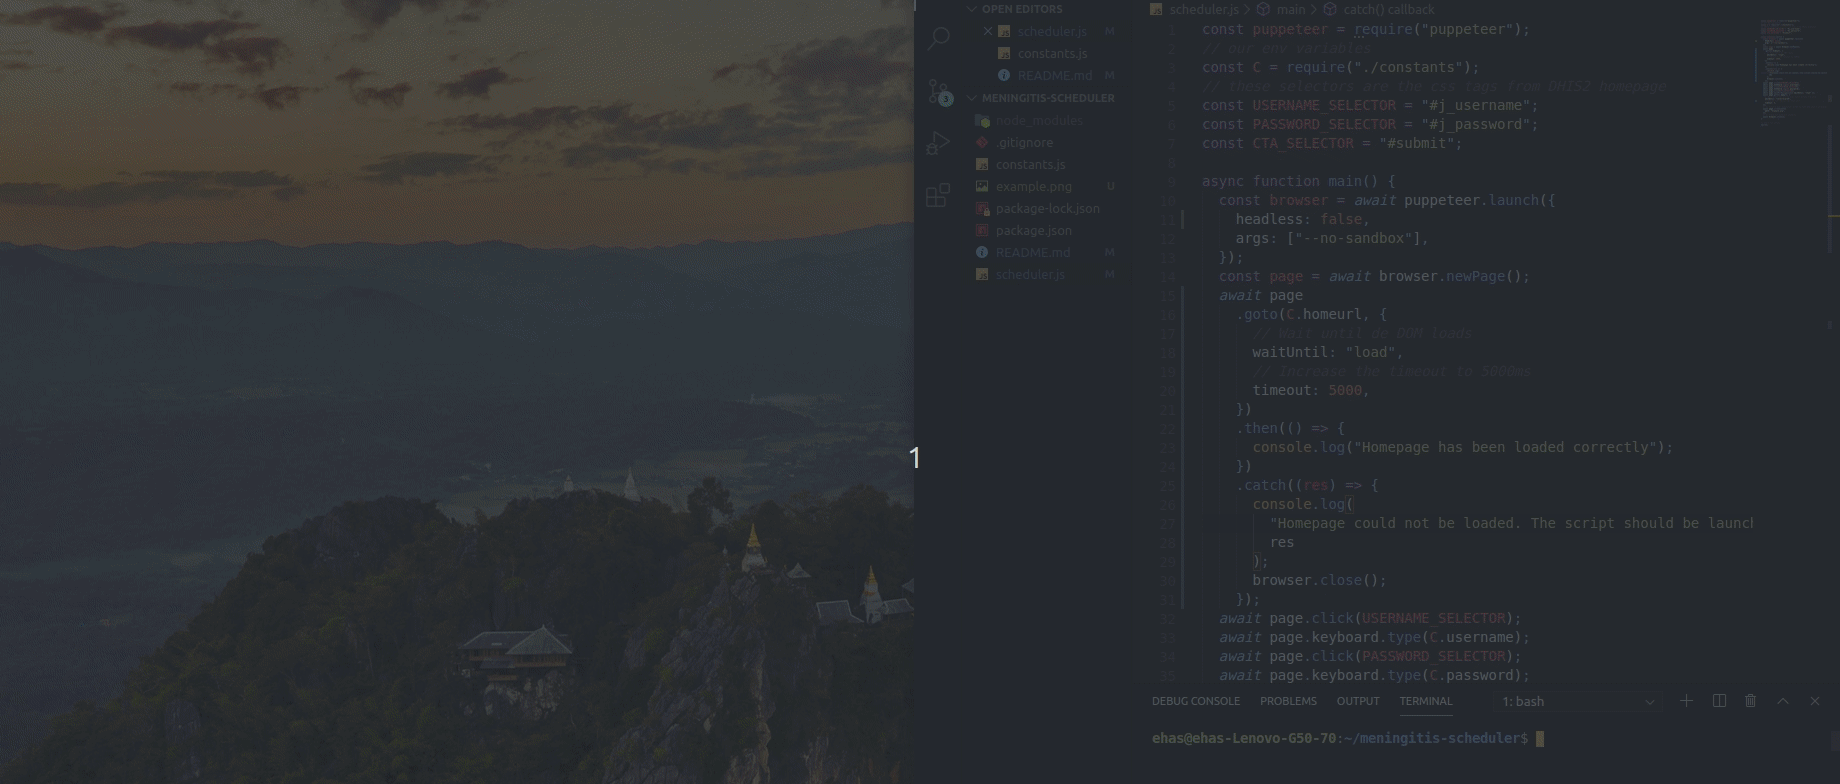 OPEN EDITORS
scheduler.js M
constants.js
README.md M
3
MENINGITIS-SCHEDULER
node_modules
.gitignore
constants.js
example.png U
package-lock.json
package.json
README.md M
scheduler.js M
scheduler.js > main > catch() callback
1 const puppeteer = require("puppeteer");
2 // our env variables
3 const C = require("./constants");
4 // these selectors are the css tags from DHIS2 homepage
5 const USERNAME_SELECTOR = "#j_username";
6 const PASSWORD_SELECTOR = "#j_password";
7 const CTA_SELECTOR = "#submit";
8
9 async function main() {
10 const browser = await puppeteer.launch({
11 headless: false,
12 args: ["--no-sandbox"],
13 });
14 const page = await browser.newPage();
15 await page
16 .goto(C.homeurl, {
17 // Wait until de DOM loads
18 waitUntil: "load",
19 // Increase the timeout to 5000ms
20 timeout: 5000,
21 })
22 .then(() => {
23 console.log("Homepage has been loaded correctly");
24 })
25 .catch((res) => {
26 console.log(
27 "Homepage could not be loaded. The script should be launch
28 res
29 );
30 browser.close();
31 });
32 await page.click(USERNAME_SELECTOR);
33 await page.keyboard.type(C.username);
34 await page.click(PASSWORD_SELECTOR);
35 await page.keyboard.type(C.password);
1
DEBUG CONSOLE PROBLEMS OUTPUT TERMINAL 1: bash
ehas@ehas-Lenovo-G50-70:~/meningitis-scheduler$